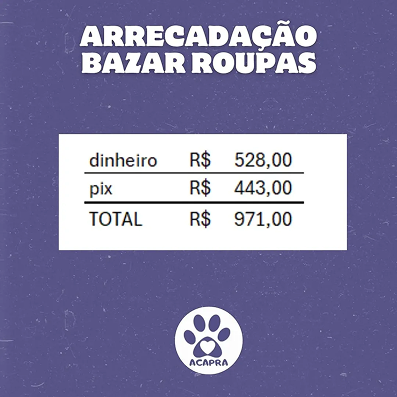 ARRECADAÇÃO
BAZAR ROUPAS
dinheiro R$ 528,00
pix R$ 443,00
TOTAL R$ 971,00
ACAPRA